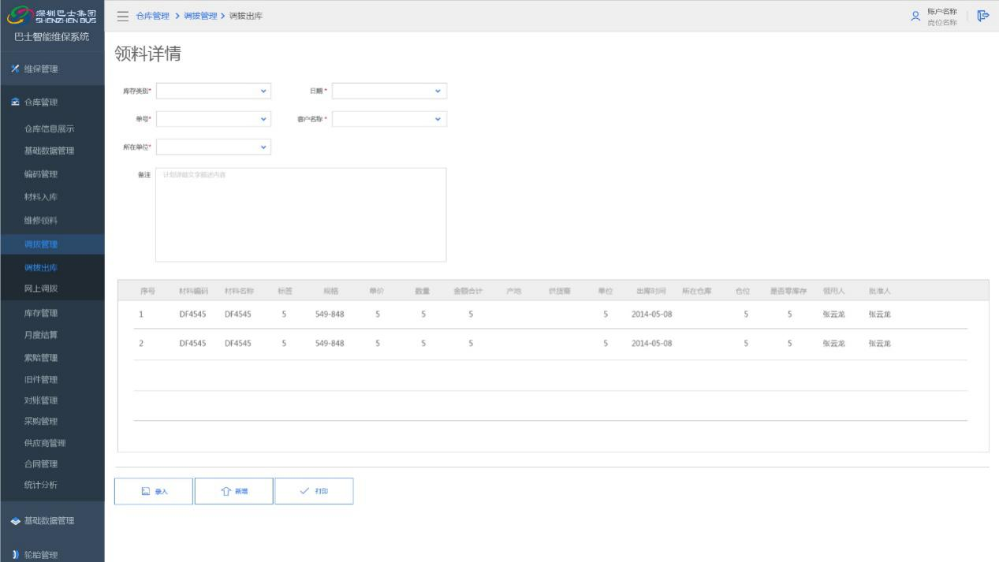 深圳巴士集团
SHENZHEN BUS
巴士智能维保系统
维保管理
仓库管理
仓库信息展示
基础数据管理
编码管理
材料入库
维修领料
调拨管理
调拨出库
网上调拨
库存管理
月度结算
索赔管理
旧件管理
对账管理
采购管理
供应商管理
合同管理
统计分析
基础数据管理
轮胎管理
仓库管理 > 调拨管理 > 调拨出库
账户名称
岗位名称
领料详情
库存类别* 日期*
单号* 客户名称*
所在单位*
备注 计划详细文字描述内容
序号 材料编码 材料名称 标签 规格 单价 数量 金额合计 产地 供货商 单位 出库时间 所在仓库 仓位 是否零库存 领用人 批准人
1 DF4545 DF4545 5 549-848 5 5 5 5 2014-05-08 5 5 张云龙 张云龙
2 DF4545 DF4545 5 549-848 5 5 5 5 2014-05-08 5 5 张云龙 张云龙
录入 新增 打印